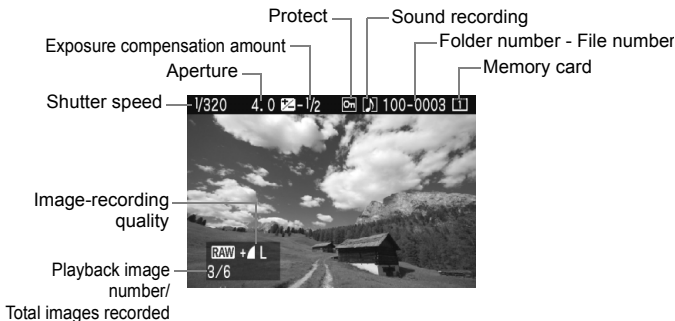 Protect
Sound recording
Exposure compensation amount
Folder number - File number
Aperture
Memory card
Shutter speed
1/320 4.0 -1/2 100-0003 1
Image-recording
quality
RAW + L
3/6
Playback image
number/
Total images recorded